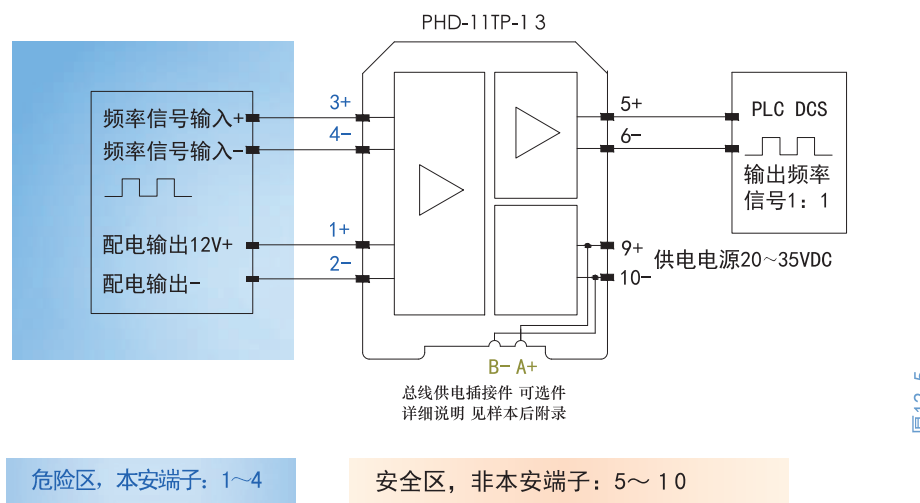 PHD-11TP-1 3
频率信号输入+
频率信号输入-
配电输出12V+
配电输出-
3+
4-
1+
2-
5+
6-
9+
10-
PLC DCS
输出频率
信号1：1
供电电源20～35VDC
B- A+
总线供电插接件 可选件
详细说明 见样本后附录
危险区，本安端子：1～4
安全区，非本安端子：5～10